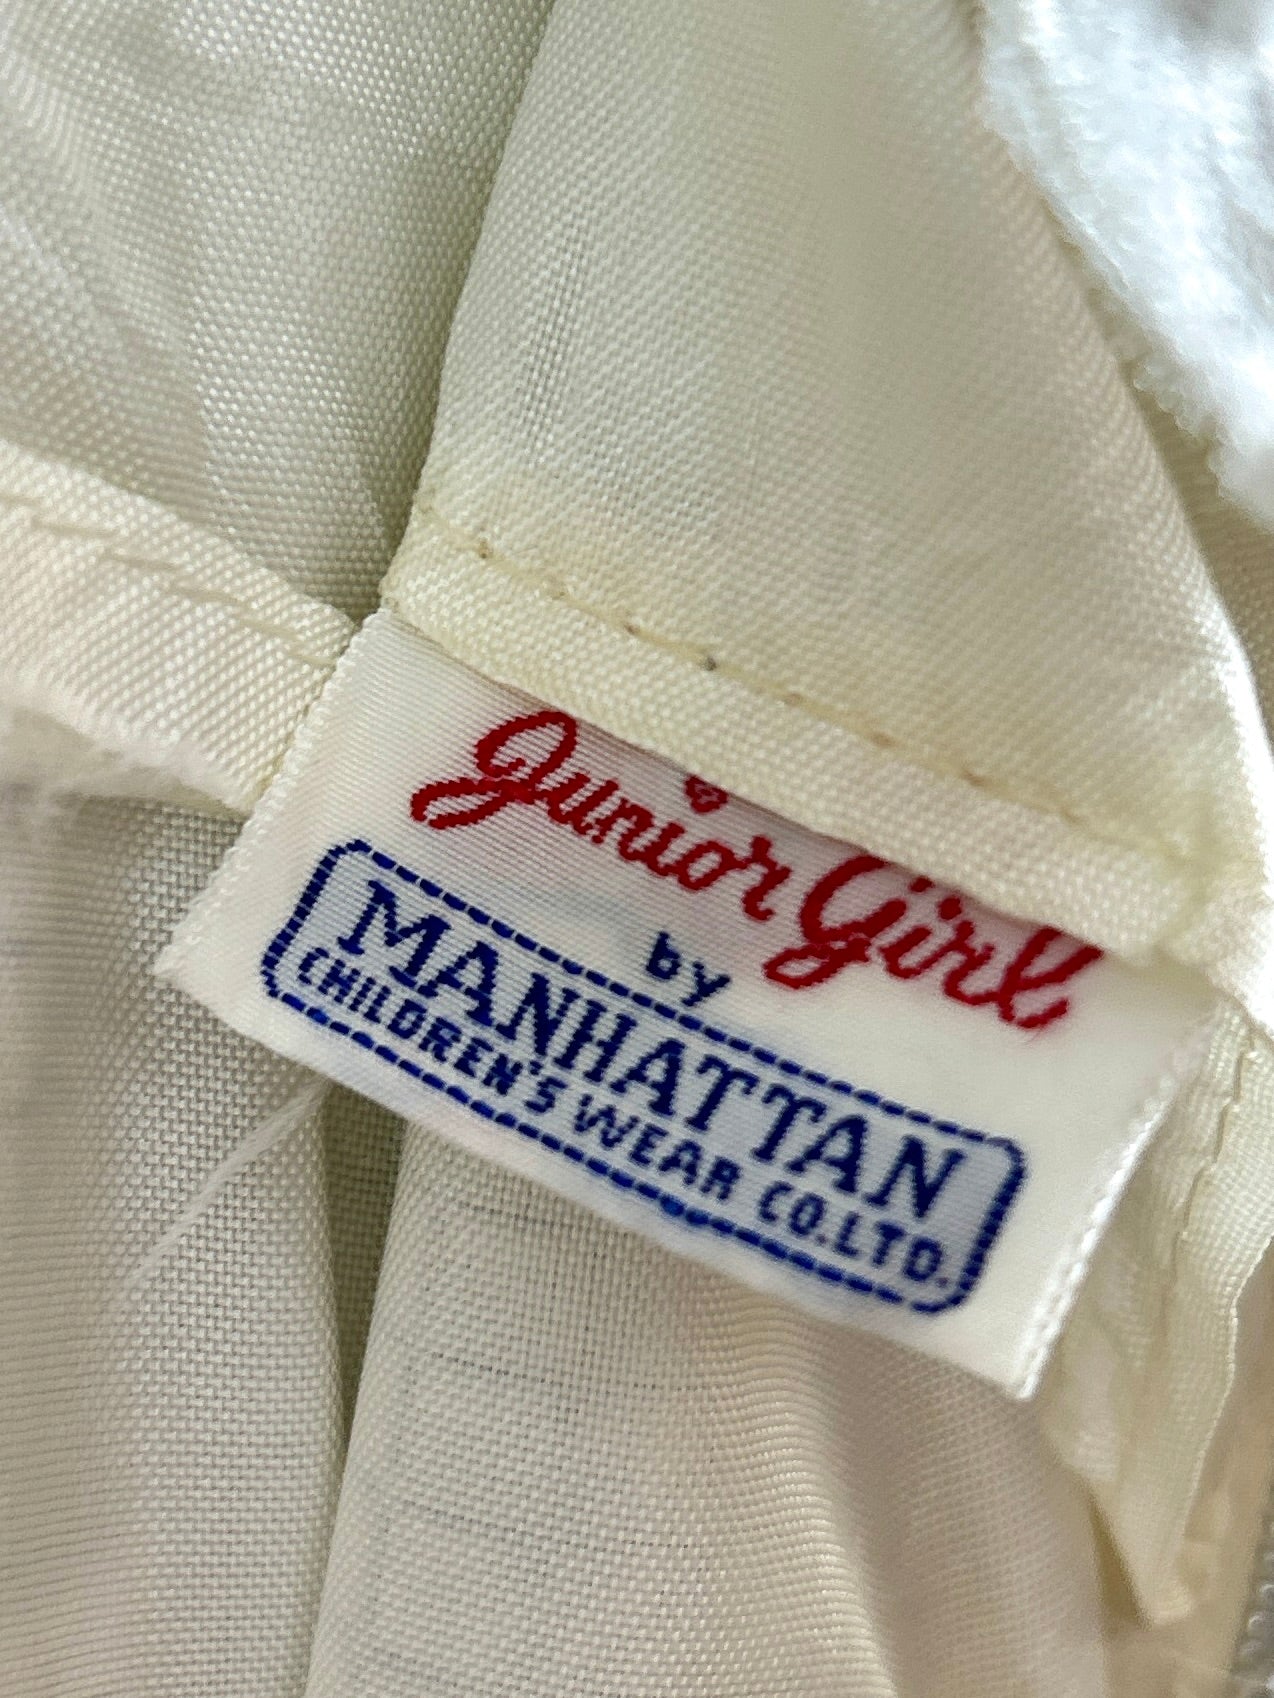 Junior Girl
by
MANHATTAN
CHILDREN'S WEAR CO.LTD.